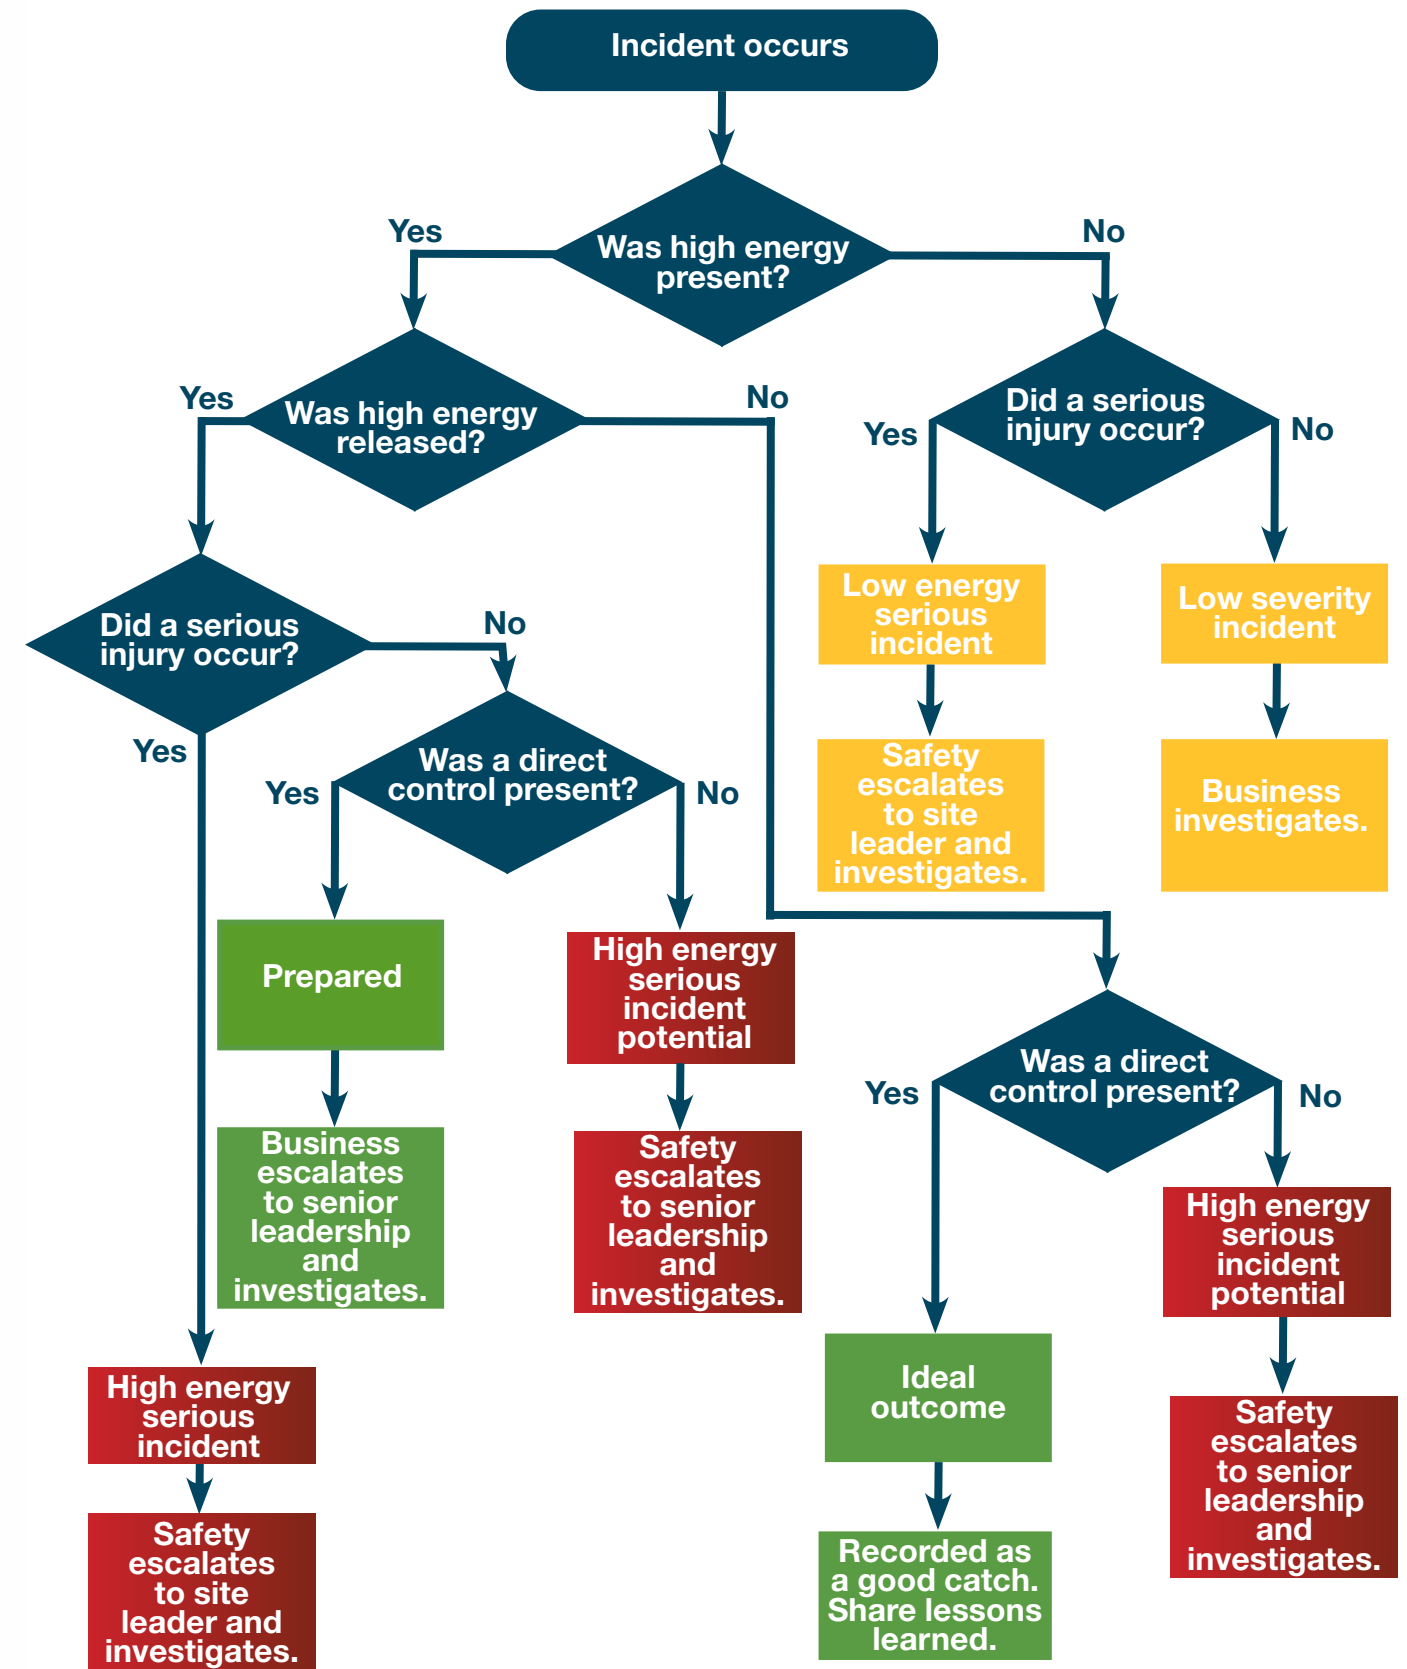 Incident occurs
Yes
No
Was high energy
present?
Yes
No
Was high energy
released?
Did a serious
injury occur?
Yes
No
Low energy
serious
incident
Low severity
incident
Did a serious
injury occur?
No
Yes
Was a direct
control present?
Yes
No
Safety
escalates
to site
leader and
investigates.
Business
investigates.
Prepared
High energy
serious
incident
potential
Was a direct
control present?
Yes
No
Business
escalates
to senior
leadership
and
investigates.
Safety
escalates
to senior
leadership
and
investigates.
High energy
serious
incident
potential
High energy
serious
incident
Ideal
outcome
Safety
escalates
to senior
leadership
and
investigates.
Safety
escalates
to site
leader and
investigates.
Recorded as
a good catch.
Share lessons
learned.